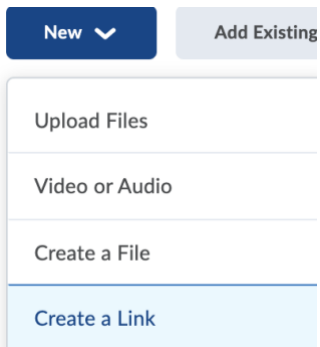 New Add Existing
Upload Files
Video or Audio
Create a File
Create a Link